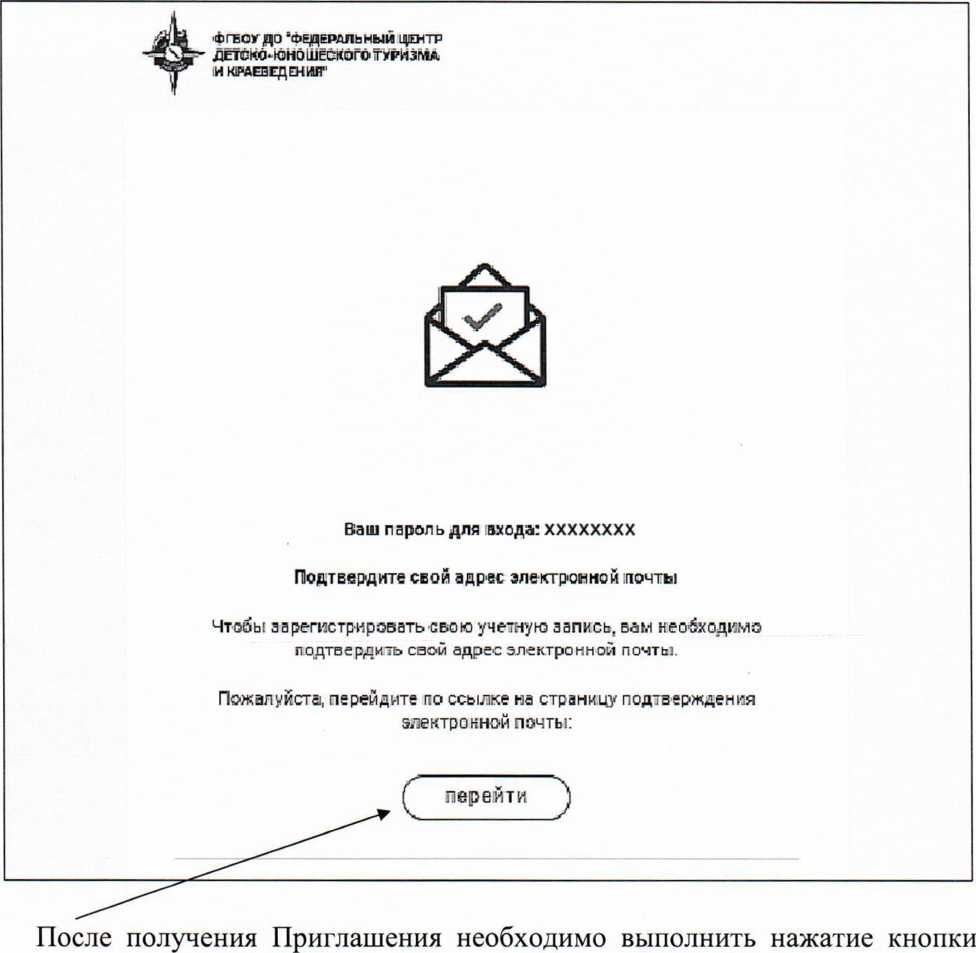 ФГБОУ ДО "ФЕДЕРАЛЬНЫЙ ЦЕНТР
ДЕТСКО-ЮНОШЕСКОГО ТУРИЗМА
И КРАЕВЕДЕНИЯ"
Ваш пароль для входа: XXXXXXXX
Подтвердите свой адрес электронной почты
Чтобы зарегистрировать свою учетную запись, вам необходимо
подтвердить свой адрес электронной почты.
Пожалуйста, перейдите по ссылке на страницу подтверждения
электронной почты:
перейти
После получения Приглашения необходимо выполнить нажатие кнопки